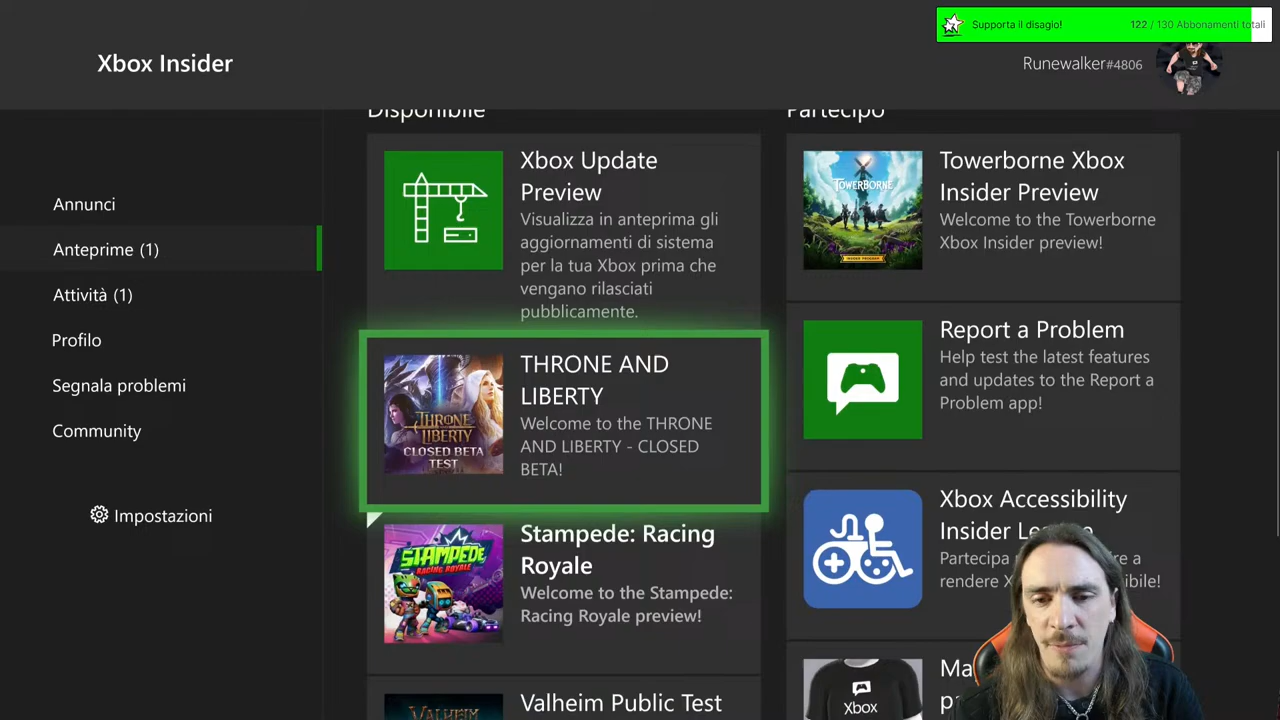 Supporta il disagio! 122 / 130 Abbonamenti totali
Xbox Insider
Runewalker#4806
Annunci
Anteprime (1)
Attività (1)
Profilo
Segnala problemi
Community
Impostazioni
Disponibile
Xbox Update
Preview
Visualizza in anteprima gli
aggiornamenti di sistema
per la tua Xbox prima che
vengano rilasciati
pubblicamente.
THRONE AND
LIBERTY
CLOSED BETA
TEST
THRONE AND
LIBERTY
Welcome to the THRONE
AND LIBERTY - CLOSED
BETA!
STAMPEDE
RACING ROYALE
Stampede: Racing
Royale
Welcome to the Stampede:
Racing Royale preview!
VALHEIM
Valheim Public Test
Partecipo
TOWERBORNE
Towerborne Xbox
Insider Preview
Welcome to the Towerborne
Xbox Insider preview!
Report a Problem
Help test the latest features
and updates to the Report a
Problem app!
Xbox Accessibility
Insider
Partecipa
rendere
Xbox